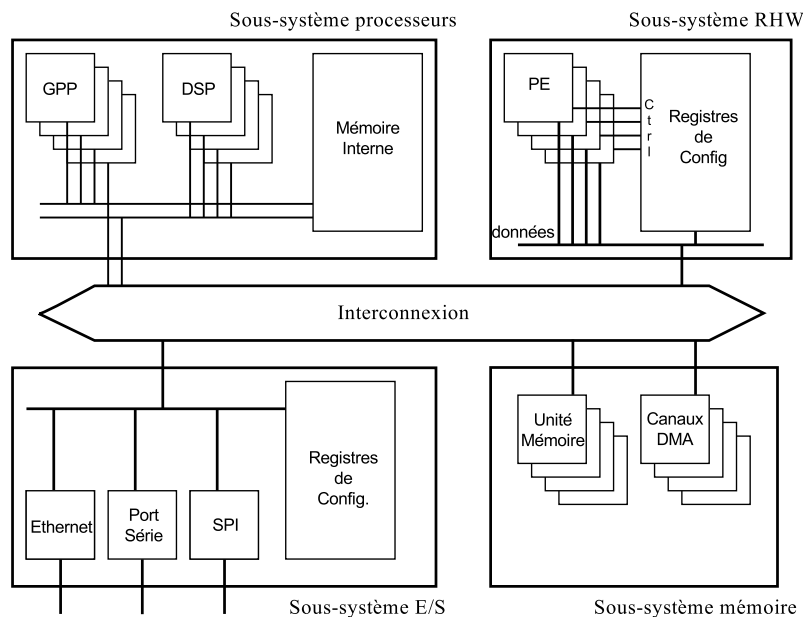 Sous-système processeurs
Sous-système RHW
GPP
DSP
Mémoire
Interne
PE
C
t
r
l
Registres
de
Config
données
Interconnexion
Ethernet
Port
Série
SPI
Registres
de
Config.
Unité
Mémoire
Canaux
DMA
Sous-système E/S
Sous-système mémoire